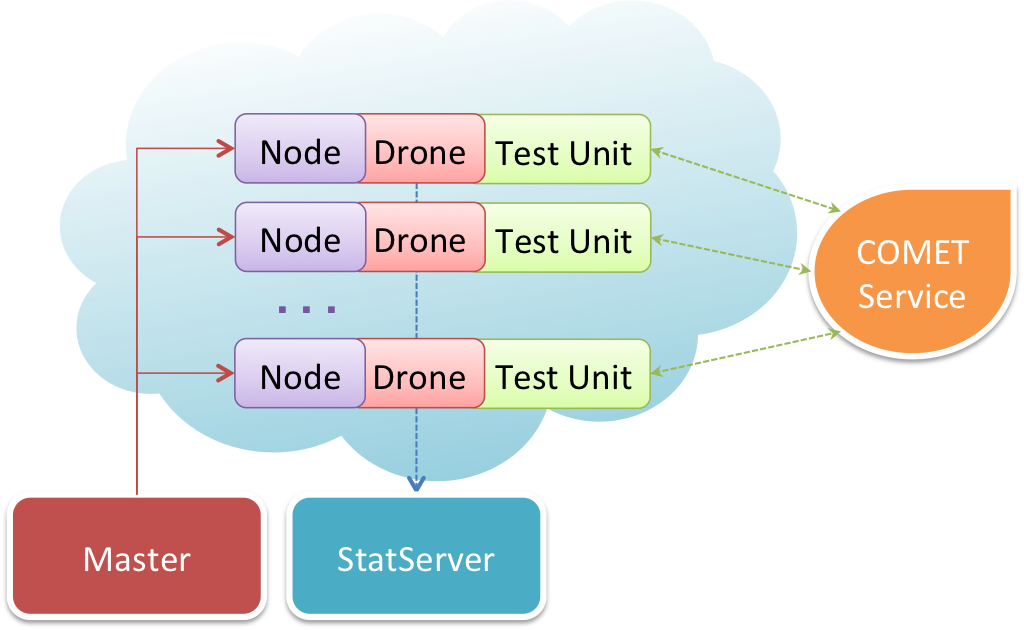 Node Drone Test Unit
Node Drone Test Unit
COMET
Service
...
Node Drone Test Unit
Master StatServer